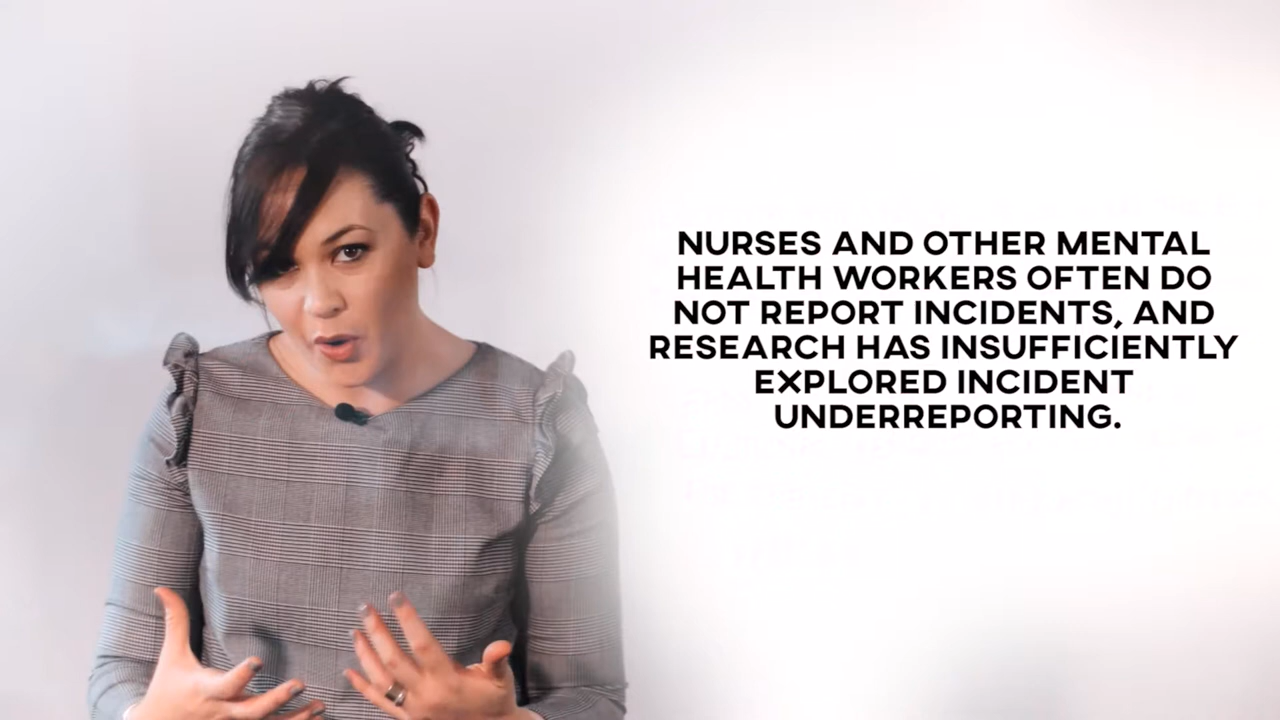 NURSES AND OTHER MENTAL
HEALTH WORKERS OFTEN DO
NOT REPORT INCIDENTS, AND
RESEARCH HAS INSUFFICIENTLY
EXPLORED INCIDENT
UNDERREPORTING.